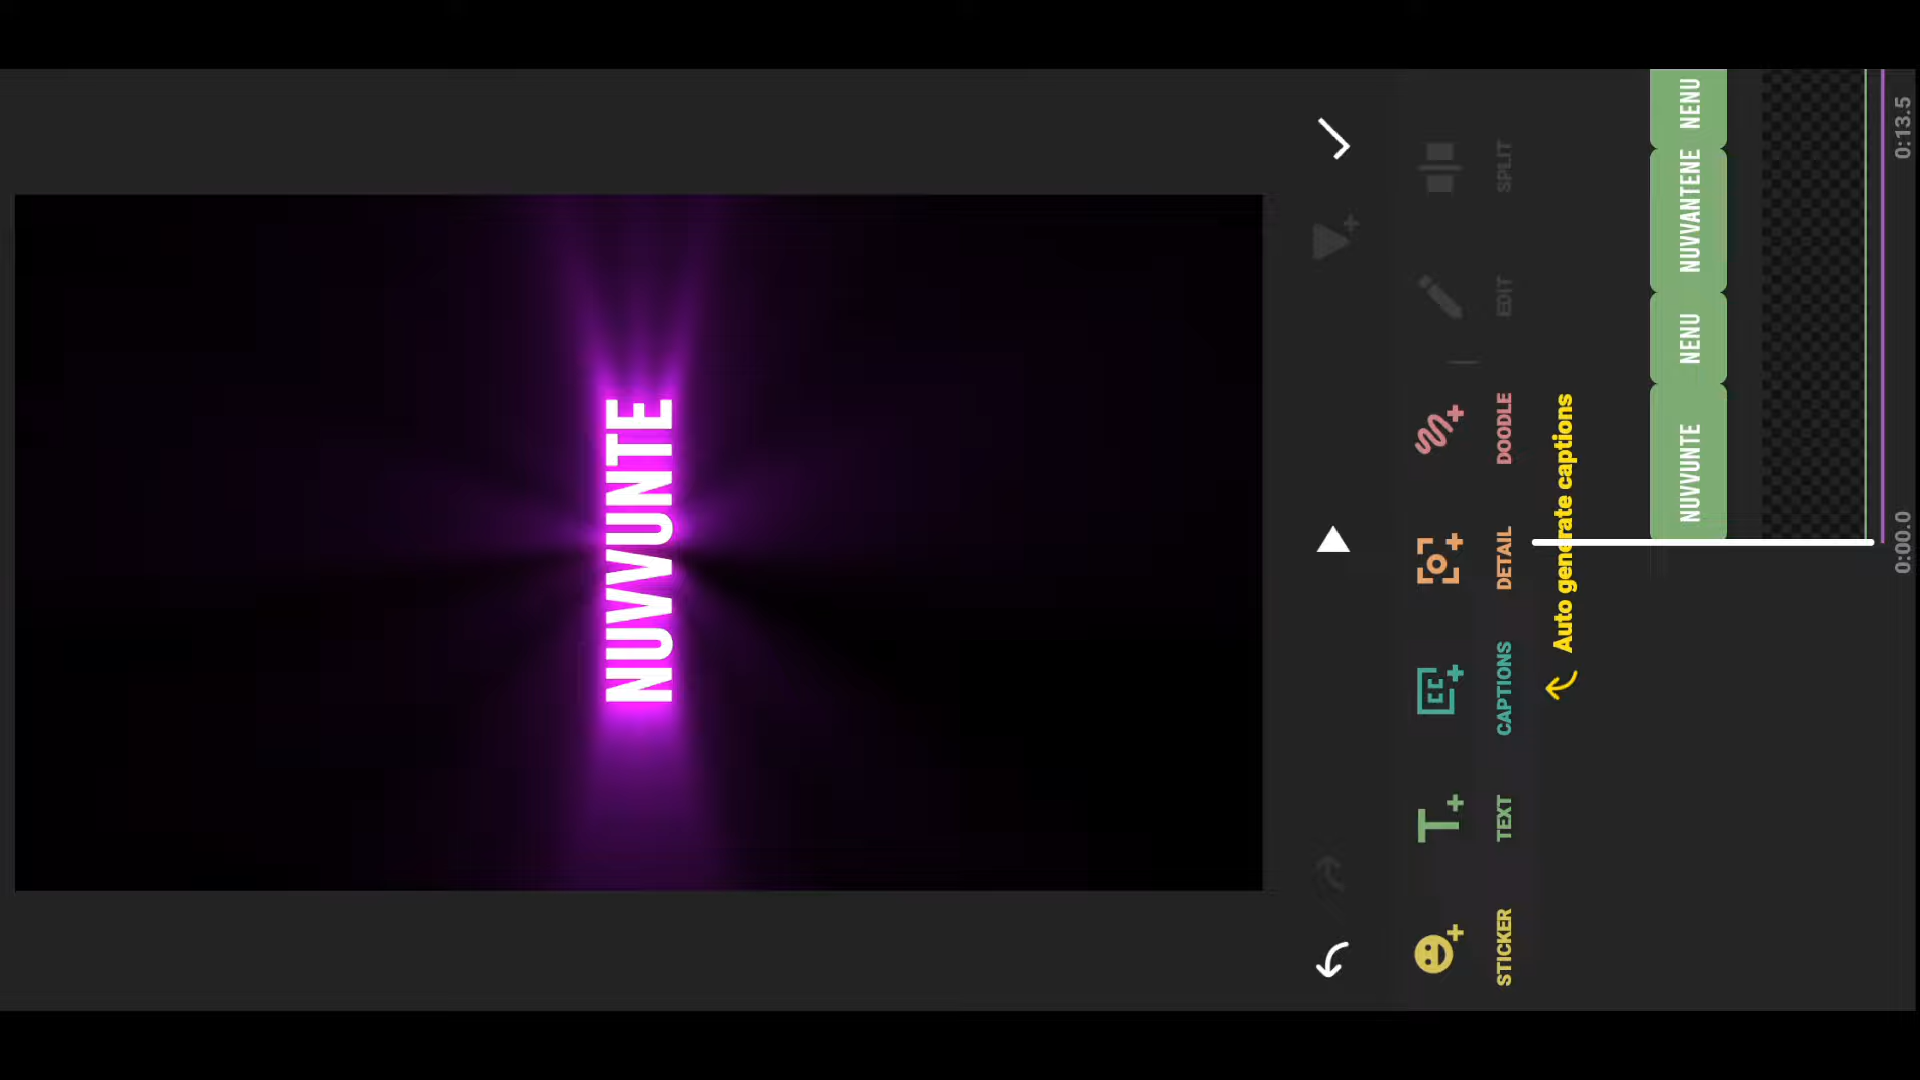 NUVVUNTE
STICKER
TEXT
CAPTIONS
DETAIL
DOODLE
EDIT
SPLIT
Auto generate captions
NUVVUNTE
NENU
NUVVANTENE
NENU
0:00.0
0:13.5